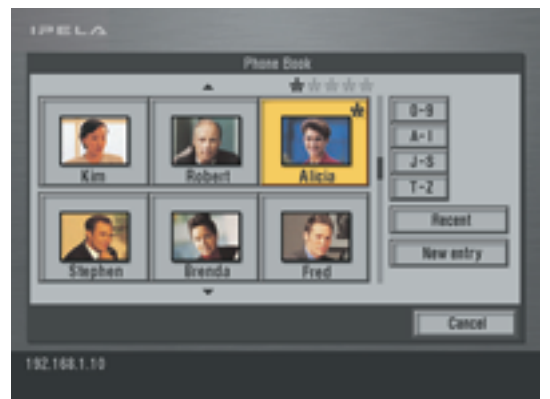 IPELA
Phone Book
Kim
Robert
Alicia
Stephen
Brenda
Fred
0-9
A-I
J-S
T-Z
Recent
New entry
Cancel
192.168.1.10